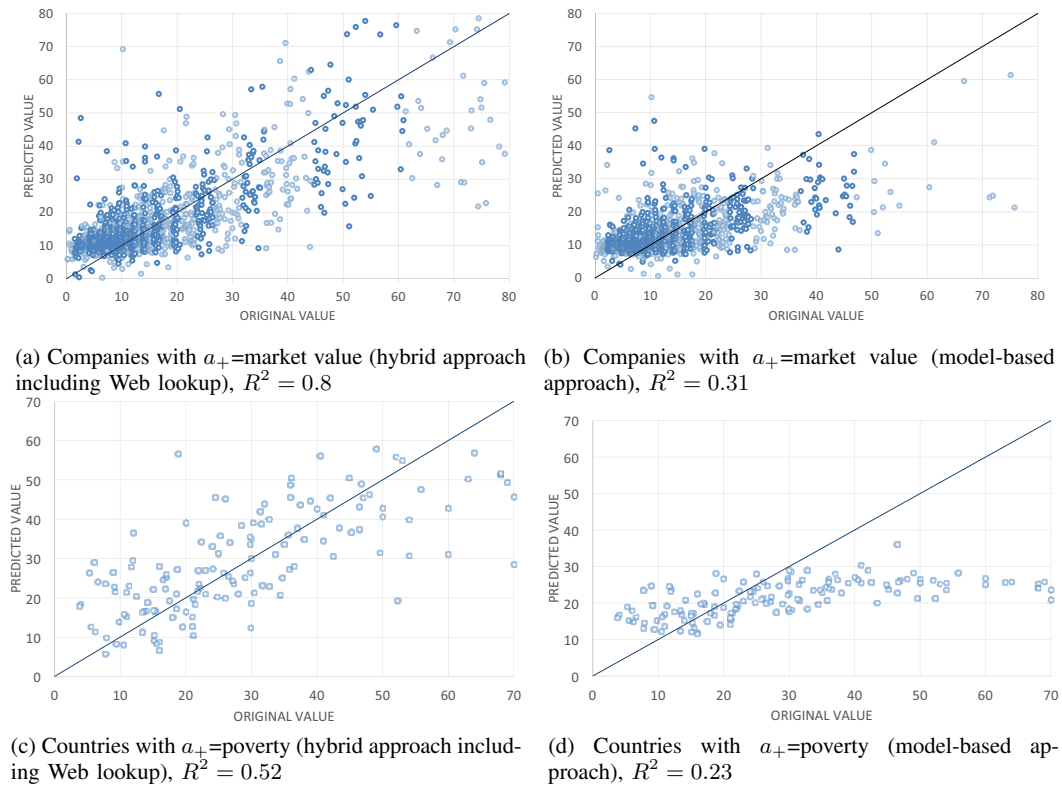 80
70
60
50
40
30
20
10
0
PREDICTED VALUE
0 10 20 30 40 50 60 70 80
ORIGINAL VALUE
(a) Companies with a₊=market value (hybrid approach
including Web lookup), R² = 0.8
80
70
60
50
40
30
20
10
0
PREDICTED VALUE
0 10 20 30 40 50 60 70 80
ORIGINAL VALUE
(b) Companies with a₊=market value (model-based
approach), R² = 0.31
70
60
50
40
30
20
10
0
PREDICTED VALUE
0 10 20 30 40 50 60 70
ORIGINAL VALUE
(c) Countries with a₊=poverty (hybrid approach includ-
ing Web lookup), R² = 0.52
70
60
50
40
30
20
10
0
PREDICTED VALUE
0 10 20 30 40 50 60 70
ORIGINAL VALUE
(d) Countries with a₊=poverty (model-based ap-
proach), R² = 0.23